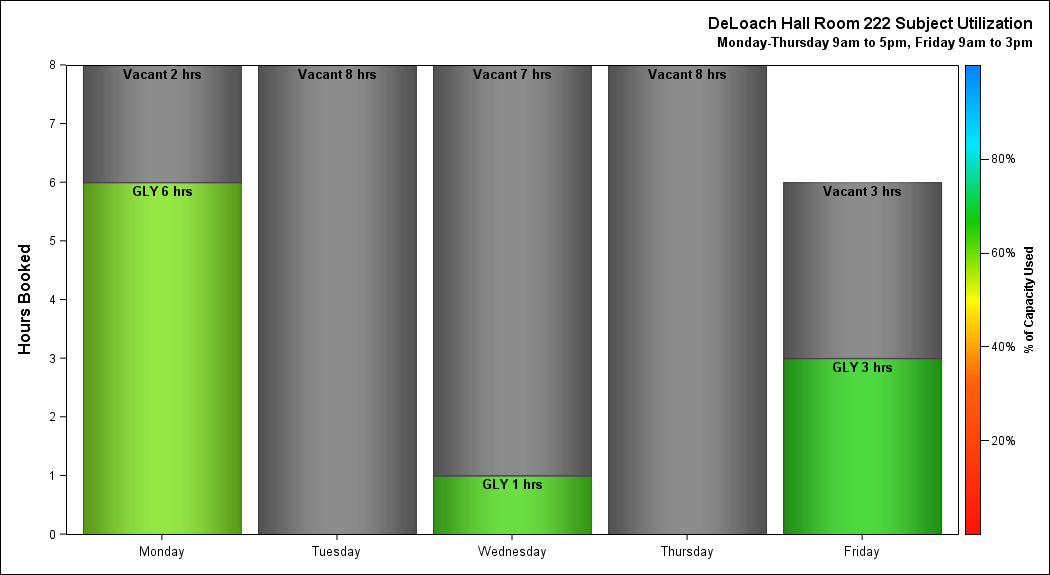 DeLoach Hall Room 222 Subject Utilization
Monday-Thursday 9am to 5pm, Friday 9am to 3pm
Hours Booked
8
7
6
5
4
3
2
1
0
Vacant 2 hrs
GLY 6 hrs
Vacant 8 hrs
Vacant 7 hrs
GLY 1 hrs
Vacant 8 hrs
Vacant 3 hrs
GLY 3 hrs
Monday
Tuesday
Wednesday
Thursday
Friday
80%
60%
40%
20%
% of Capacity Used